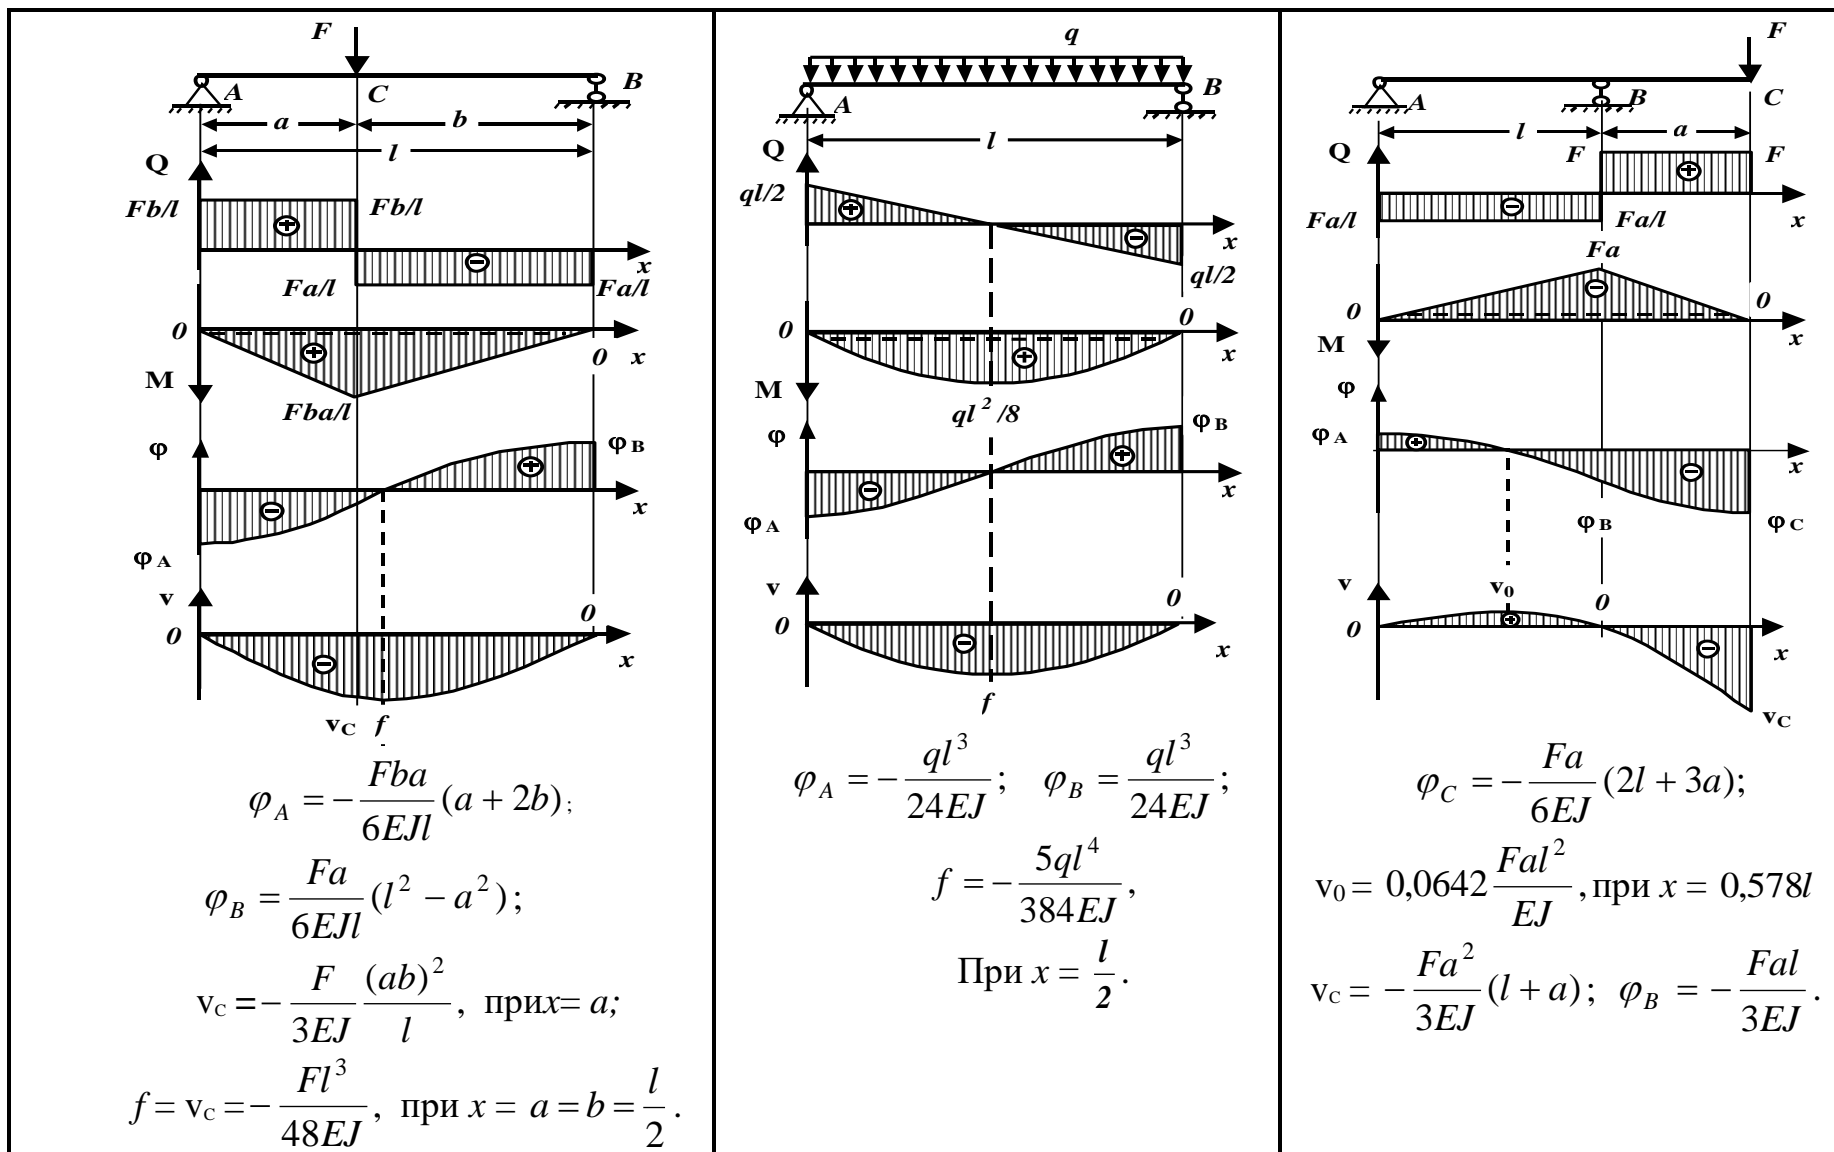 F
A
C
B
a
b
l
Q
Fb/l
Fb/l
x
Fa/l
Fa/l
0
0
x
M
Fba/l
φ
φB
x
φA
v
0
0
x
vC
f
φA = −Fba/6EJl (a + 2b);
φB = Fa/6EJl (l² − a²);
vC = −F/3EJ (ab)²/l, приx= a;
f = vC = −Fl³/48EJ, при x = a = b = l/2.
q
A
B
l
Q
ql/2
x
ql/2
0
0
x
M
ql²/8
φ
φB
x
φA
v
0
0
x
f
φA = −ql³/24EJ; φB = ql³/24EJ;
f = −5ql⁴/384EJ,
При x = l/2.
F
A
B
C
l
a
Q
F
F
Fa/l
Fa/l
x
Fa
0
0
x
M
φ
φA
x
φB
φC
v
v0
0
0
x
vC
φC = −Fa/6EJ (2l + 3a);
v0 = 0,0642 Fal²/EJ, при x = 0,578l
vC = −Fa²/3EJ (l + a); φB = −Fal/3EJ.